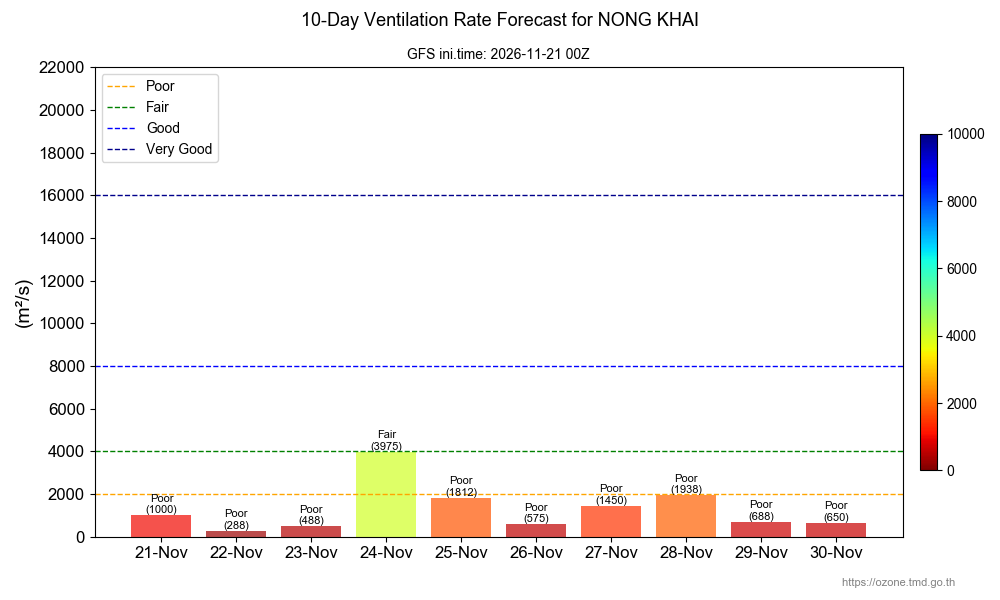 10-Day Ventilation Rate Forecast for NONG KHAI
GFS ini.time: 2026-11-21 00Z
22000
20000
18000
16000
14000
12000
10000
8000
6000
4000
2000
0
(m²/s)
Poor
Fair
Good
Very Good
Poor
(1000)
Poor
(288)
Poor
(488)
Fair
(3975)
Poor
(1812)
Poor
(575)
Poor
(1450)
Poor
(1938)
Poor
(688)
Poor
(650)
21-Nov 22-Nov 23-Nov 24-Nov 25-Nov 26-Nov 27-Nov 28-Nov 29-Nov 30-Nov
10000
8000
6000
4000
2000
0
https://ozone.tmd.go.th